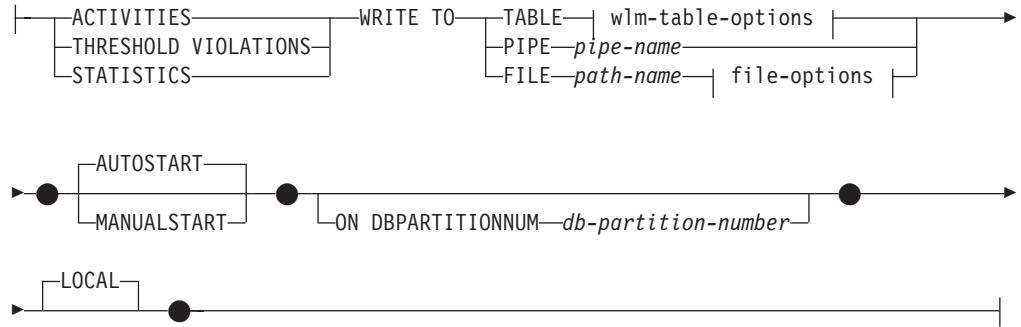 ACTIVITIES WRITE TO TABLE wlm-table-options
THRESHOLD VIOLATIONS PIPE pipe-name
STATISTICS FILE path-name file-options
AUTOSTART
MANUALSTART ON DBPARTITIONNUM db-partition-number
LOCAL